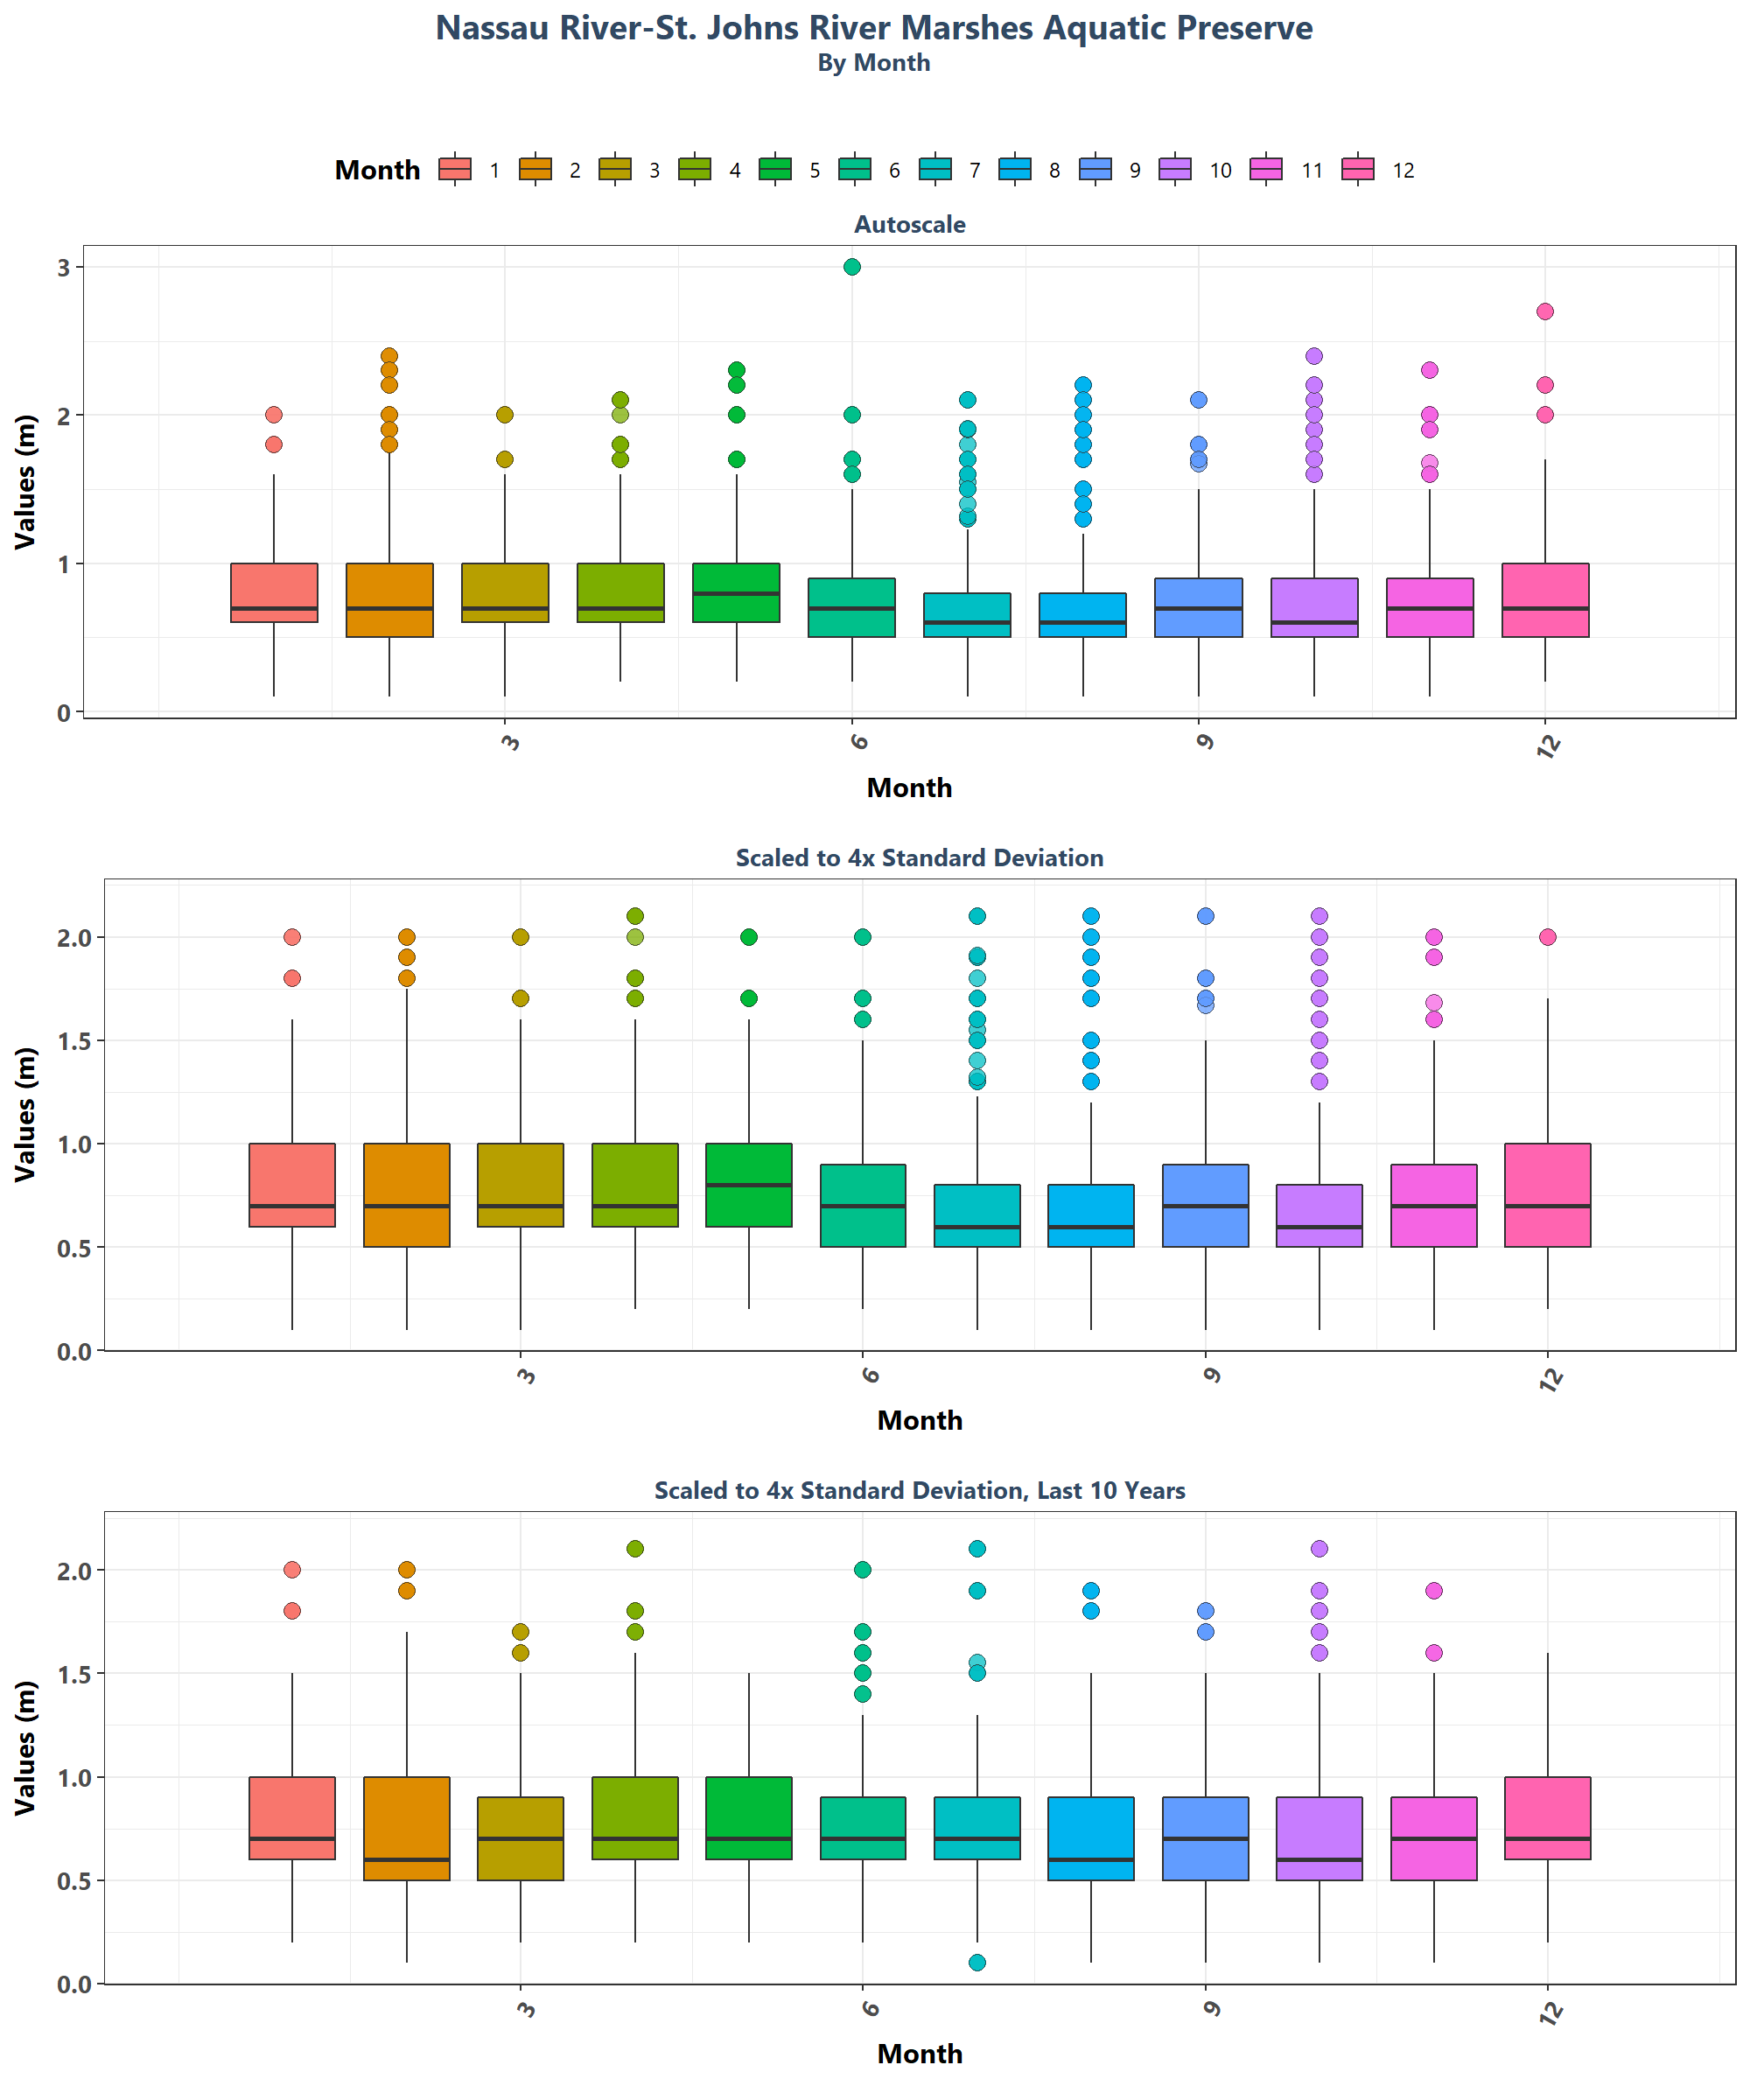 Nassau River-St. Johns River Marshes Aquatic Preserve
By Month
Month 1 2 3 4 5 6 7 8 9 10 11 12
Autoscale
Values (m)
3
2
1
0
3 6 9 12
Month
Scaled to 4x Standard Deviation
Values (m)
2.0
1.5
1.0
0.5
0.0
3 6 9 12
Month
Scaled to 4x Standard Deviation, Last 10 Years
Values (m)
2.0
1.5
1.0
0.5
0.0
3 6 9 12
Month